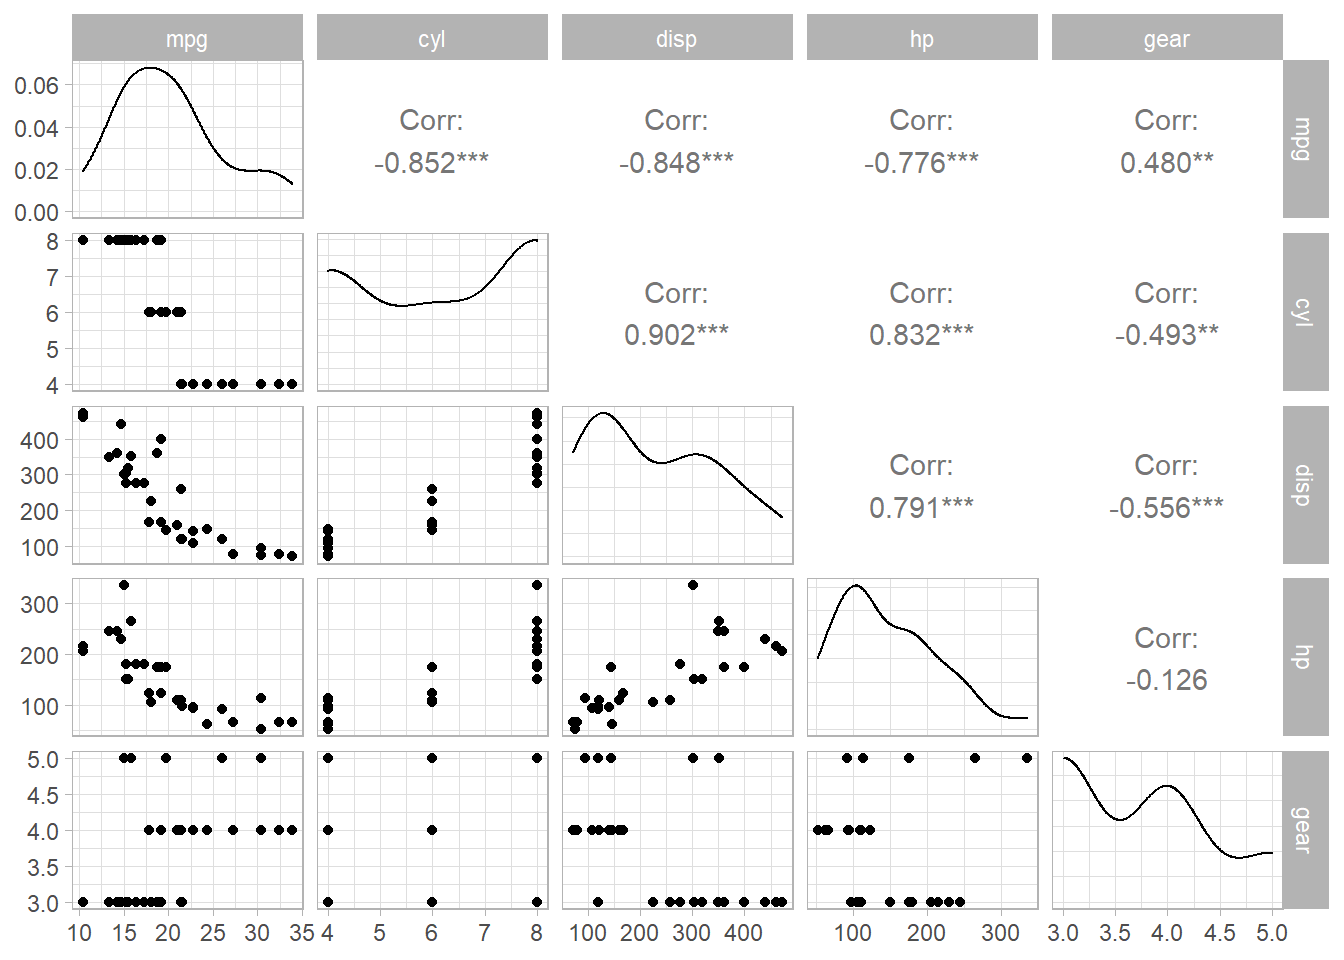 mpg cyl disp hp gear
0.06
0.04
0.02
0.00
Corr:
-0.852***
Corr:
-0.848***
Corr:
-0.776***
Corr:
0.480**
mpg
8
7
6
5
4
Corr:
0.902***
Corr:
0.832***
Corr:
-0.493**
cyl
400
300
200
100
Corr:
0.791***
Corr:
-0.556***
disp
300
200
100
Corr:
-0.126
hp
5.0
4.5
4.0
3.5
3.0
gear
10 15 20 25 30 35 4 5 6 7 8 100 200 300 400 100 200 300 3.0 3.5 4.0 4.5 5.0